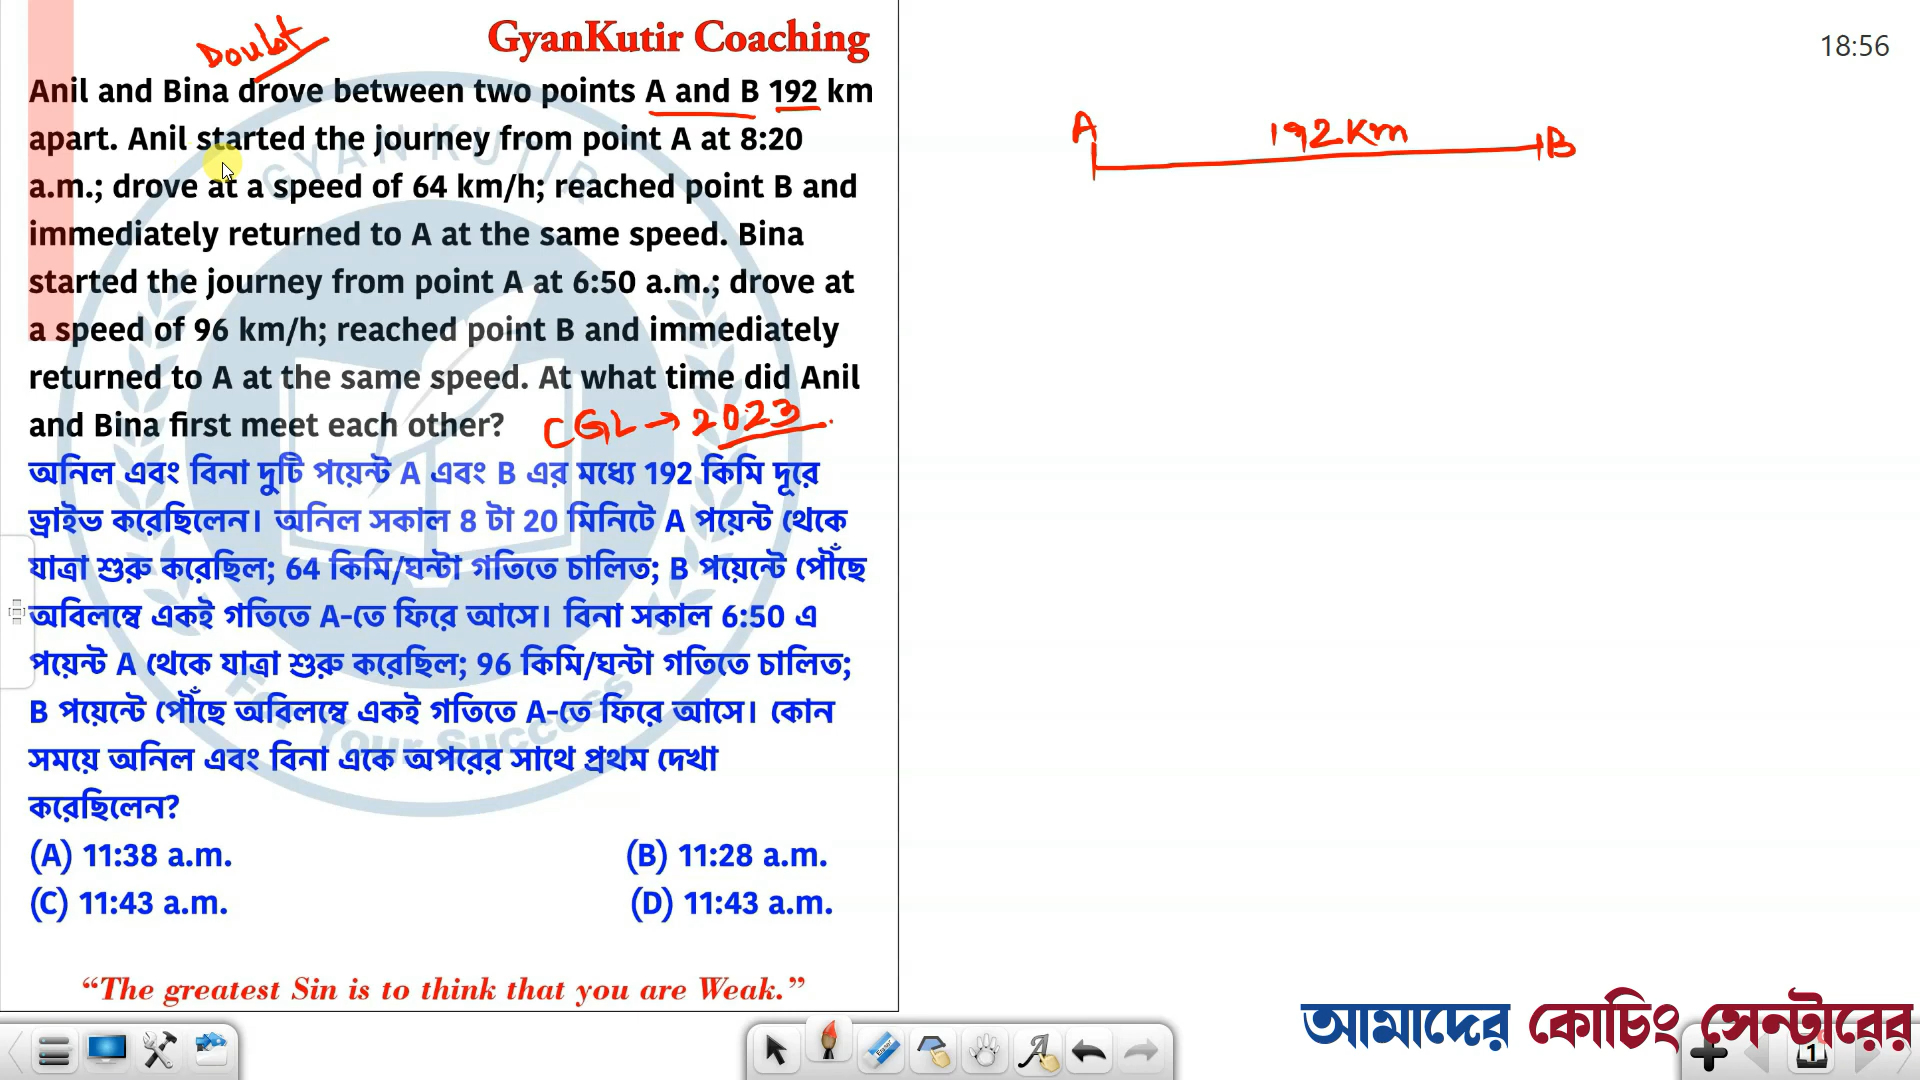 Doubt
GyanKutir Coaching
18:56
Anil and Bina drove between two points A and B 192 km
apart. Anil started the journey from point A at 8:20
a.m.; drove at a speed of 64 km/h; reached point B and
immediately returned to A at the same speed. Bina
started the journey from point A at 6:50 a.m.; drove at
a speed of 96 km/h; reached point B and immediately
returned to A at the same speed. At what time did Anil
and Bina first meet each other?
CGL → 2023
অনিল এবং বিনা দুটি পয়েন্ট A এবং B এর মধ্যে 192 কিমি দূরে
ড্রাইভ করেছিলেন। অনিল সকাল 8 টা 20 মিনিটে A পয়েন্ট থেকে
যাত্রা শুরু করেছিল; 64 কিমি/ঘন্টা গতিতে চালিত; B পয়েন্টে পৌঁছে
অবিলম্বে একই গতিতে A-তে ফিরে আসে। বিনা সকাল 6:50 এ
পয়েন্ট A থেকে যাত্রা শুরু করেছিল; 96 কিমি/ঘন্টা গতিতে চালিত;
B পয়েন্টে পৌঁছে অবিলম্বে একই গতিতে A-তে ফিরে আসে। কোন
সময়ে অনিল এবং বিনা একে অপরের সাথে প্রথম দেখা
করেছিলেন?
(A) 11:38 a.m. (B) 11:28 a.m.
(C) 11:43 a.m. (D) 11:43 a.m.
“The greatest Sin is to think that you are Weak.”
GYAN KUTIR
For Your Success
A 192 Km B
আমাদের কোচিং সেন্টারের
Eraser
A
1